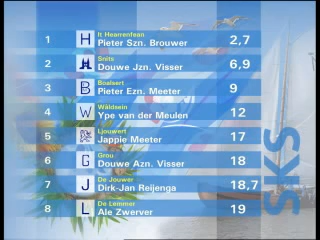 1 H It Heerrenfean
Pieter Szn. Brouwer 2,7
2 Snits
Douwe Jzn. Visser 6,9
3 B Boalsert
Pieter Ezn. Meeter 9
4 W Wâldsein
Ype van der Meulen 12
5 Ljouwert
Jappie Meeter 17
6 G Grou
Douwe Azn. Visser 18
7 J De Jouwer
Dirk-Jan Reijenga 18,7
8 L De Lemmer
Ale Zwerver 19
SKS